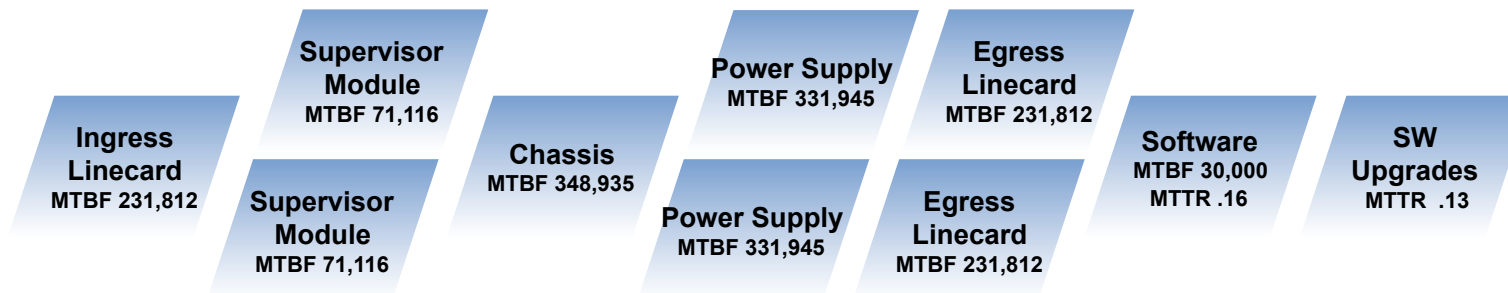 Ingress
Linecard
MTBF 231,812
Supervisor
Module
MTBF 71,116
Supervisor
Module
MTBF 71,116
Chassis
MTBF 348,935
Power Supply
MTBF 331,945
Power Supply
MTBF 331,945
Egress
Linecard
MTBF 231,812
Egress
Linecard
MTBF 231,812
Software
MTBF 30,000
MTTR .16
SW
Upgrades
MTTR .13